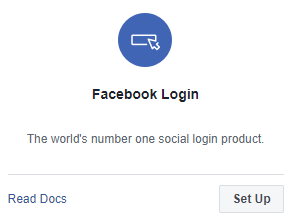 Facebook Login
The world's number one social login product.
Read Docs
Set Up